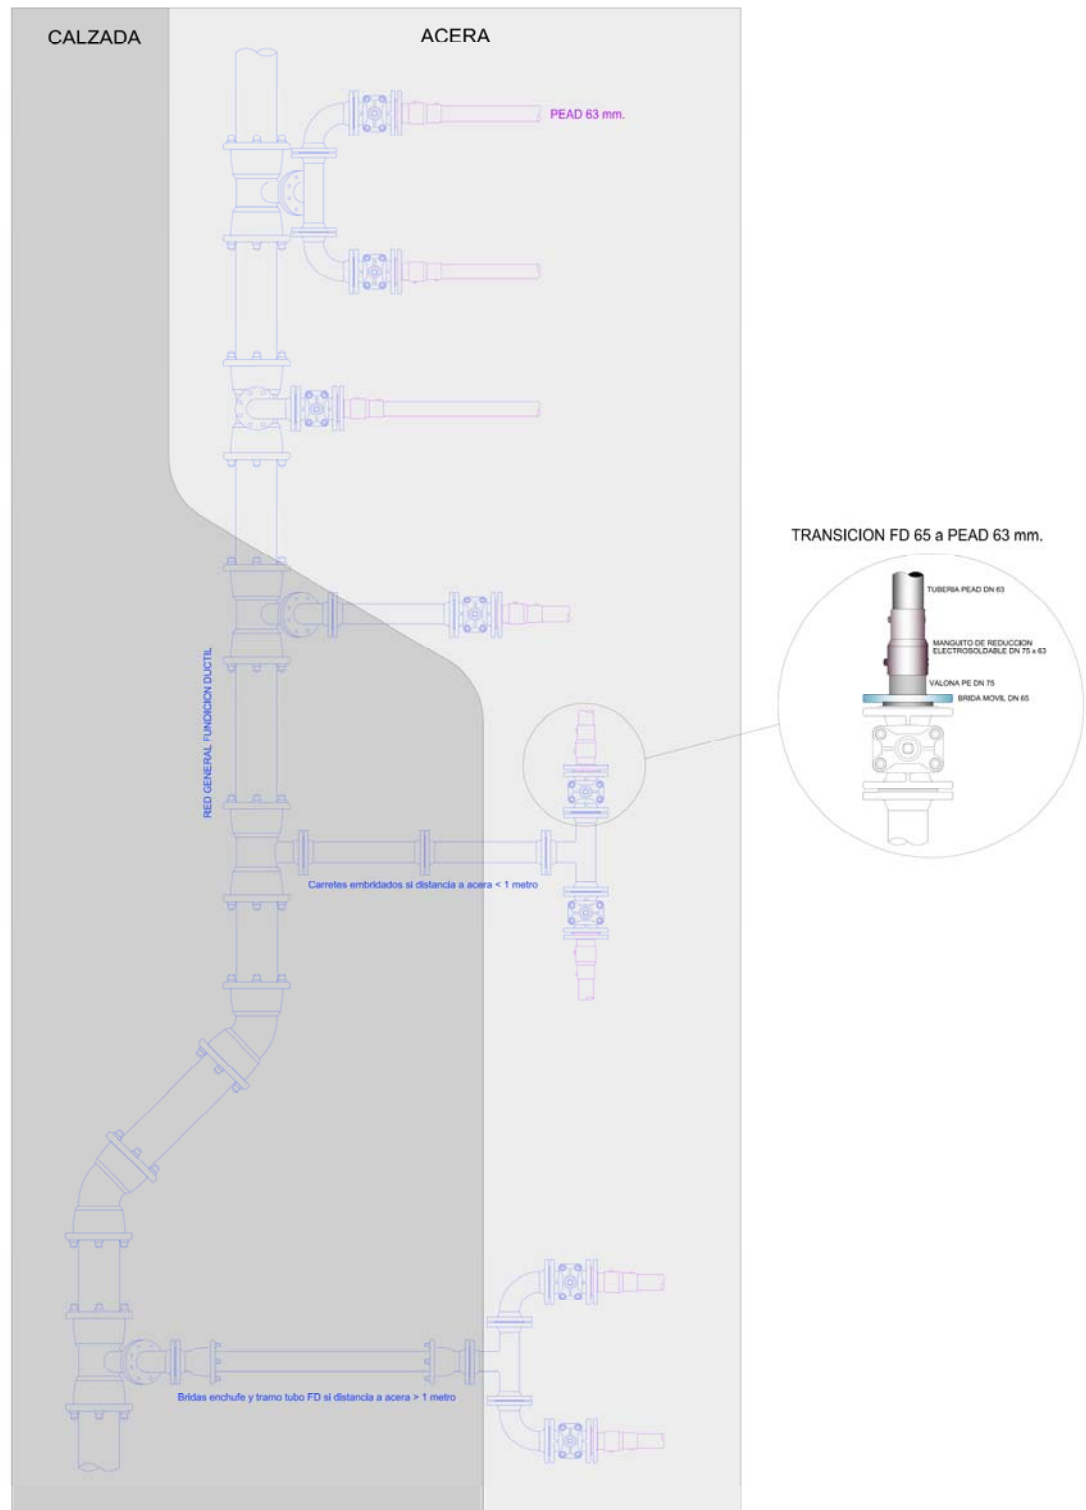 CALZADA
ACERA
PEAD 63 mm.
TRANSICION FD 65 a PEAD 63 mm.
TUBERIA PEAD DN 63
MANGUITO DE REDUCCION
ELECTROSOLDABLE DN 75 x 63
VALONA PE DN 75
BRIDA MOVIL DN 65
RED GENERAL FUNDICION DUCTIL
Carretes embridados si distancia a acera < 1 metro
Bridas enchufe y tramo tubo FD si distancia a acera > 1 metro